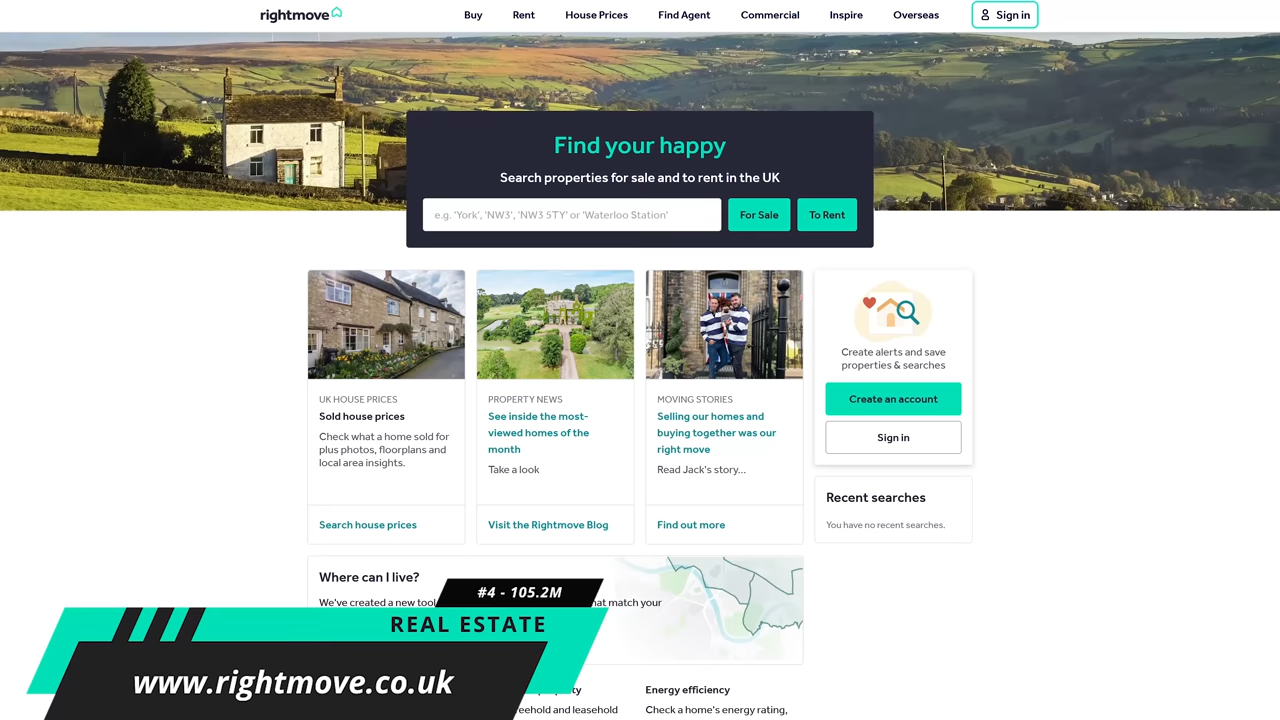 rightmove
Buy
Rent
House Prices
Find Agent
Commercial
Inspire
Overseas
Sign in
Find your happy
Search properties for sale and to rent in the UK
e.g. 'York', 'NW3', 'NW3 5TY' or 'Waterloo Station'
For Sale
To Rent
UK HOUSE PRICES
Sold house prices
Check what a home sold for
plus photos, floorplans and
local area insights.
Search house prices
PROPERTY NEWS
See inside the most-
viewed homes of the
month
Take a look
Visit the Rightmove Blog
MOVING STORIES
Selling our homes and
buying together was our
right move
Read Jack's story...
Find out more
Create alerts and save
properties & searches
Create an account
Sign in
Recent searches
You have no recent searches.
Where can I live?
We've created a new tool
match your
#4 - 105.2M
REAL ESTATE
www.rightmove.co.uk
and leasehold
Energy efficiency
Check a home's energy rating,